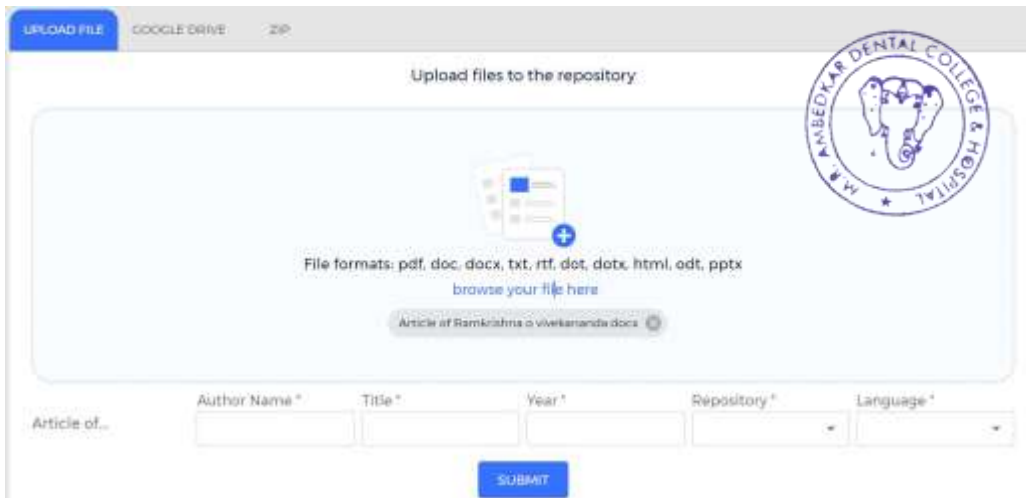 UPLOAD FILE GOOGLE DRIVE ZIP
Upload files to the repository
M.R. AMBEDKAR DENTAL COLLEGE & HOSPITAL
File formats: pdf, doc, docx, txt, rtf, dot, dotx, html, odt, pptx
browse your file here
Article of Ramkrishna o vivekananda.docx
Author Name * Title * Year * Repository * Language *
Article of...
SUBMIT